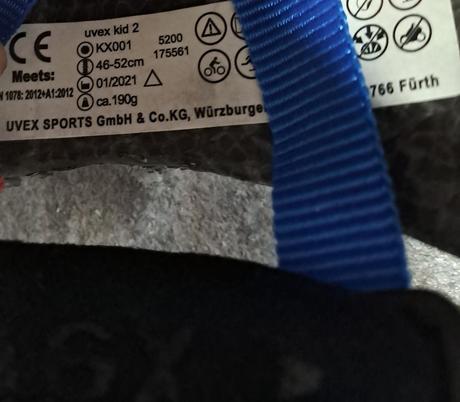 CE uvex kid 2
KX001 5200
Meets: 46-52cm 175561
1078: 2012+A1:2012 01/2021
ca.190g
UVEX SPORTS GmbH & Co.KG, Würzburge 766 Fürth